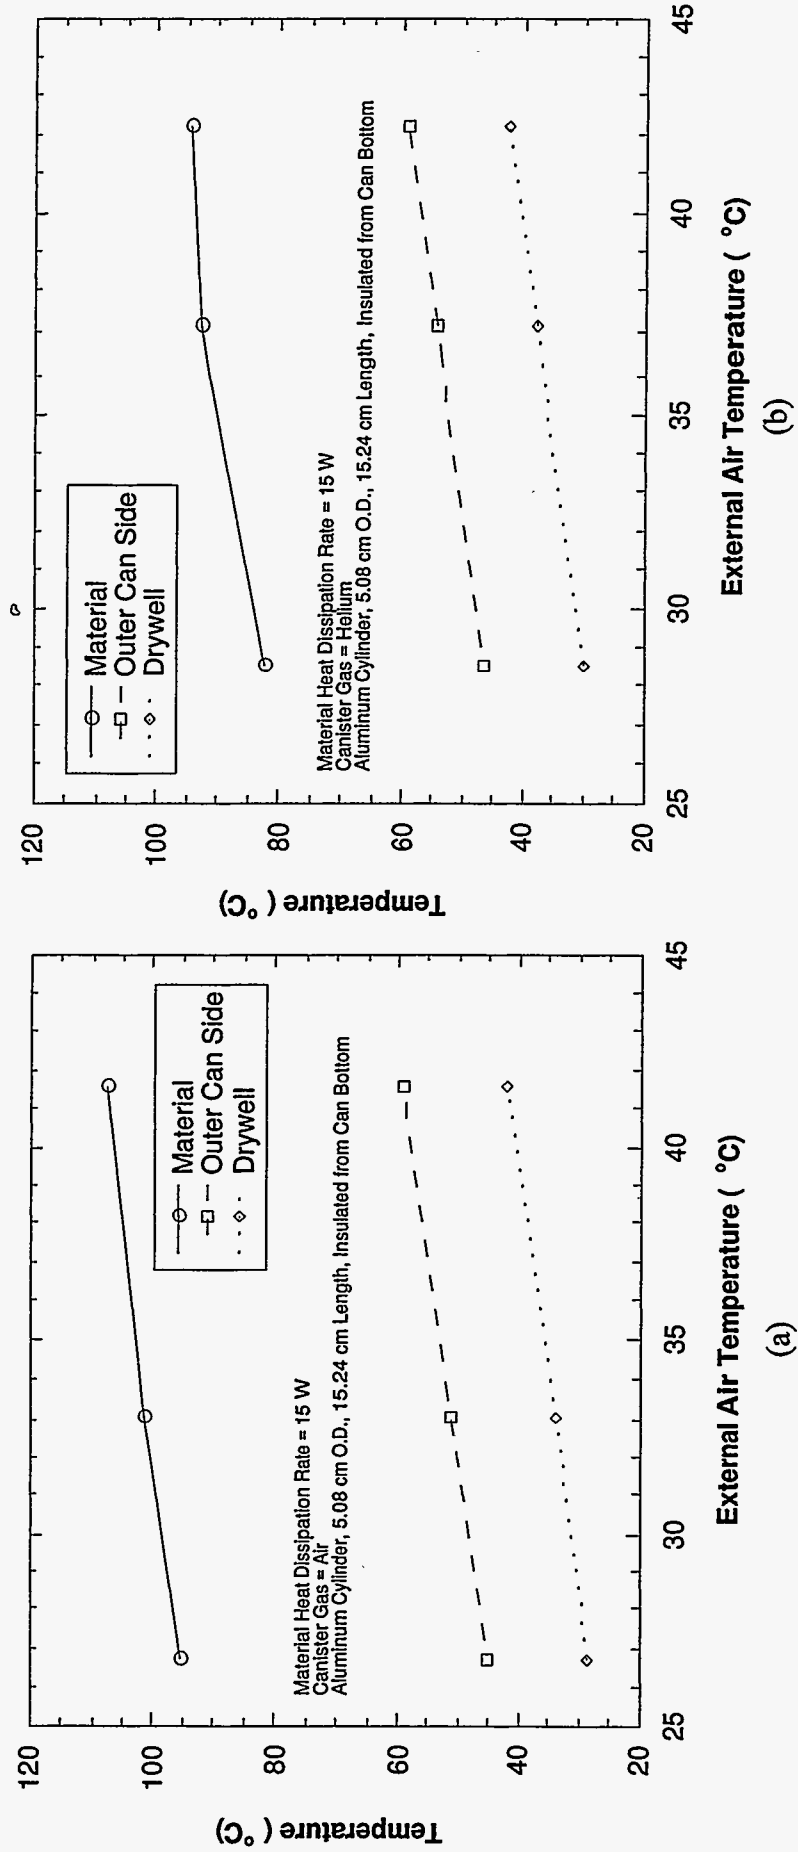 120
100
80
60
40
20
Temperature ( °C)
Material
Outer Can Side
Drywell
Material Heat Dissipation Rate = 15 W
Canister Gas = Air
Aluminum Cylinder, 5.08 cm O.D., 15.24 cm Length, Insulated from Can Bottom
25
30
35
40
45
External Air Temperature ( °C)
(a)
120
100
80
60
40
20
Temperature ( °C)
Material
Outer Can Side
Drywell
Material Heat Dissipation Rate = 15 W
Canister Gas = Helium
Aluminum Cylinder, 5.08 cm O.D., 15.24 cm Length, Insulated from Can Bottom
25
30
35
40
45
External Air Temperature ( °C)
(b)